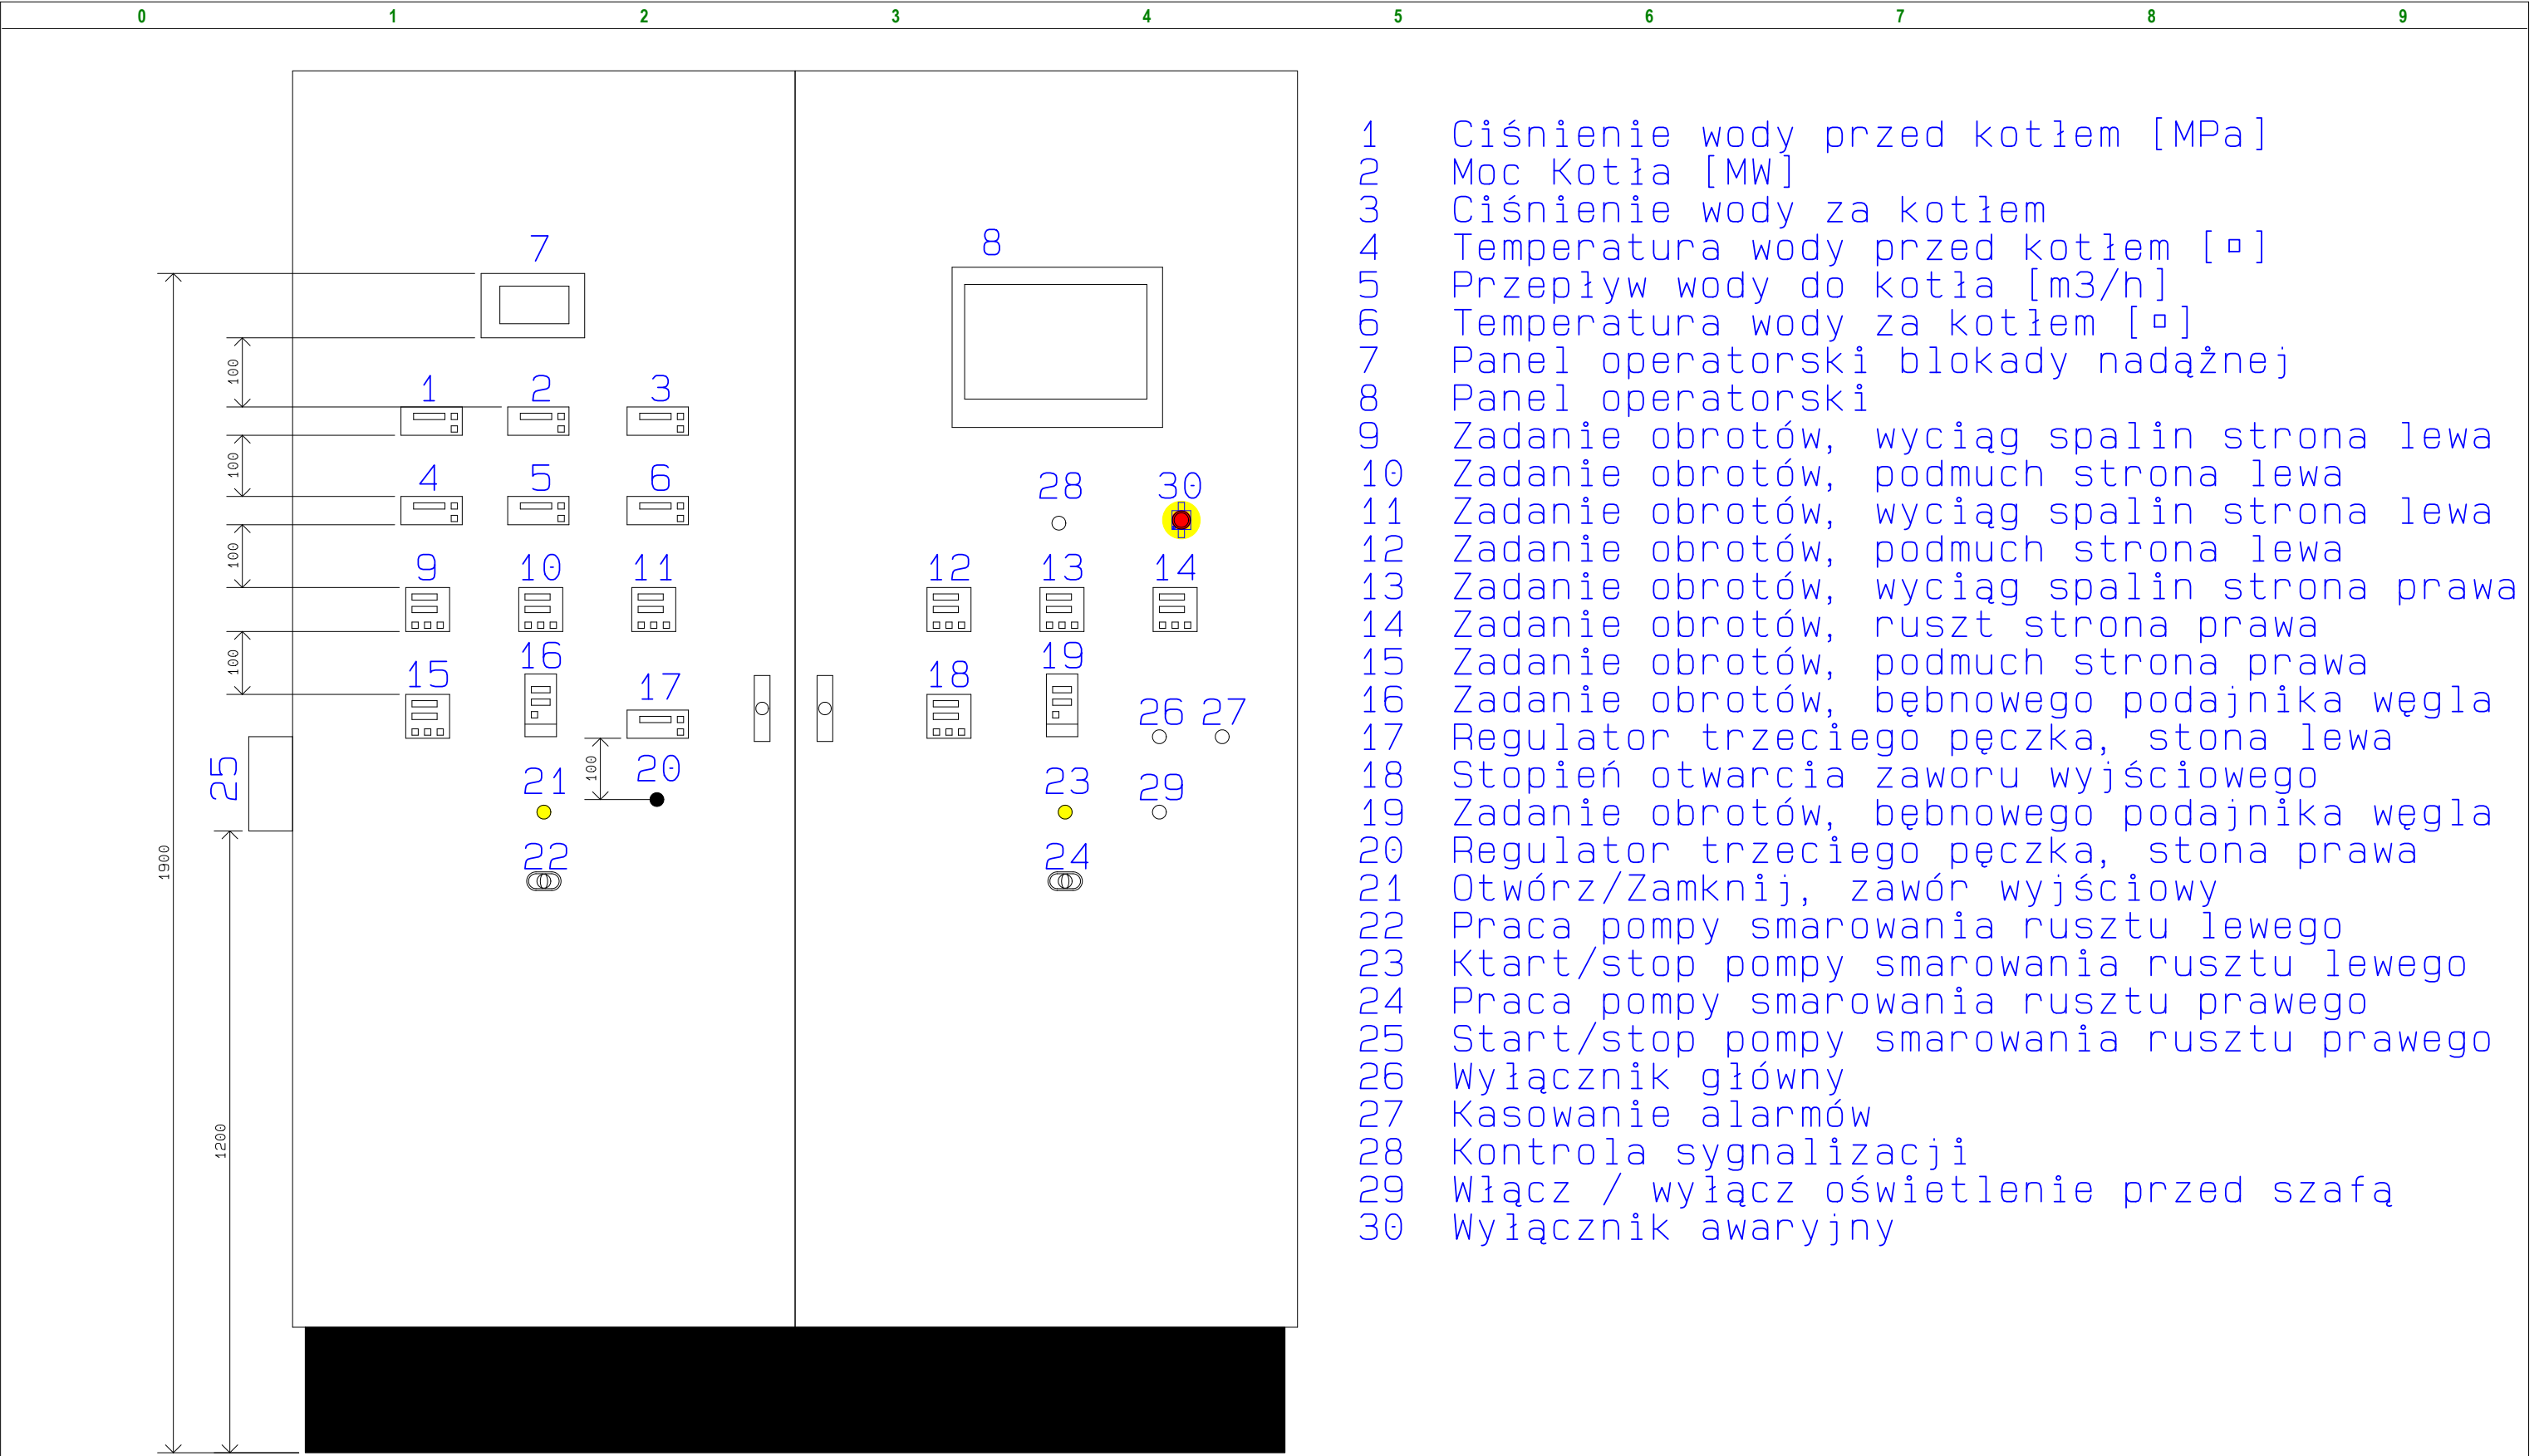 0 1 2 3 4 5 6 7 8 9
7
8
100
1 2 3
100
4 5 6
28 30
100
9 10 11 12 13 14
100
15 16 17 18 19
26 27
25
100
21 20 23 29
22 24
1900
1200
1 Ciśnienie wody przed kotłem [MPa]
2 Moc Kotła [MW]
3 Ciśnienie wody za kotłem
4 Temperatura wody przed kotłem [¤]
5 Przepływ wody do kotła [m3/h]
6 Temperatura wody za kotłem [¤]
7 Panel operatorski blokady nadążnej
8 Panel operatorski
9 Zadanie obrotów, wyciąg spalin strona lewa
10 Zadanie obrotów, podmuch strona lewa
11 Zadanie obrotów, wyciąg spalin strona lewa
12 Zadanie obrotów, podmuch strona lewa
13 Zadanie obrotów, wyciąg spalin strona prawa
14 Zadanie obrotów, ruszt strona prawa
15 Zadanie obrotów, podmuch strona prawa
16 Zadanie obrotów, bębnowego podajnika węgla
17 Regulator trzeciego pęczka, stona lewa
18 Stopień otwarcia zaworu wyjściowego
19 Zadanie obrotów, bębnowego podajnika węgla
20 Regulator trzeciego pęczka, stona prawa
21 Otwórz/Zamknij, zawór wyjściowy
22 Praca pompy smarowania rusztu lewego
23 Ktart/stop pompy smarowania rusztu lewego
24 Praca pompy smarowania rusztu prawego
25 Start/stop pompy smarowania rusztu prawego
26 Wyłącznik główny
27 Kasowanie alarmów
28 Kontrola sygnalizacji
29 Włącz / wyłącz oświetlenie przed szafą
30 Wyłącznik awaryjny